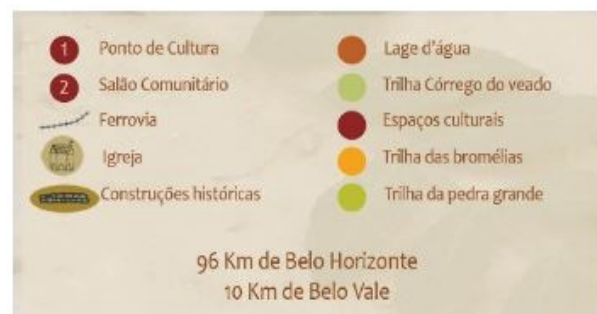 1 Ponto de Cultura
2 Salão Comunitário
Ferrovia
Igreja
Construções históricas
Lage d'água
Trilha Córrego do veado
Espaços culturais
Trilha das bromélias
Trilha da pedra grande
96 Km de Belo Horizonte
10 Km de Belo Vale